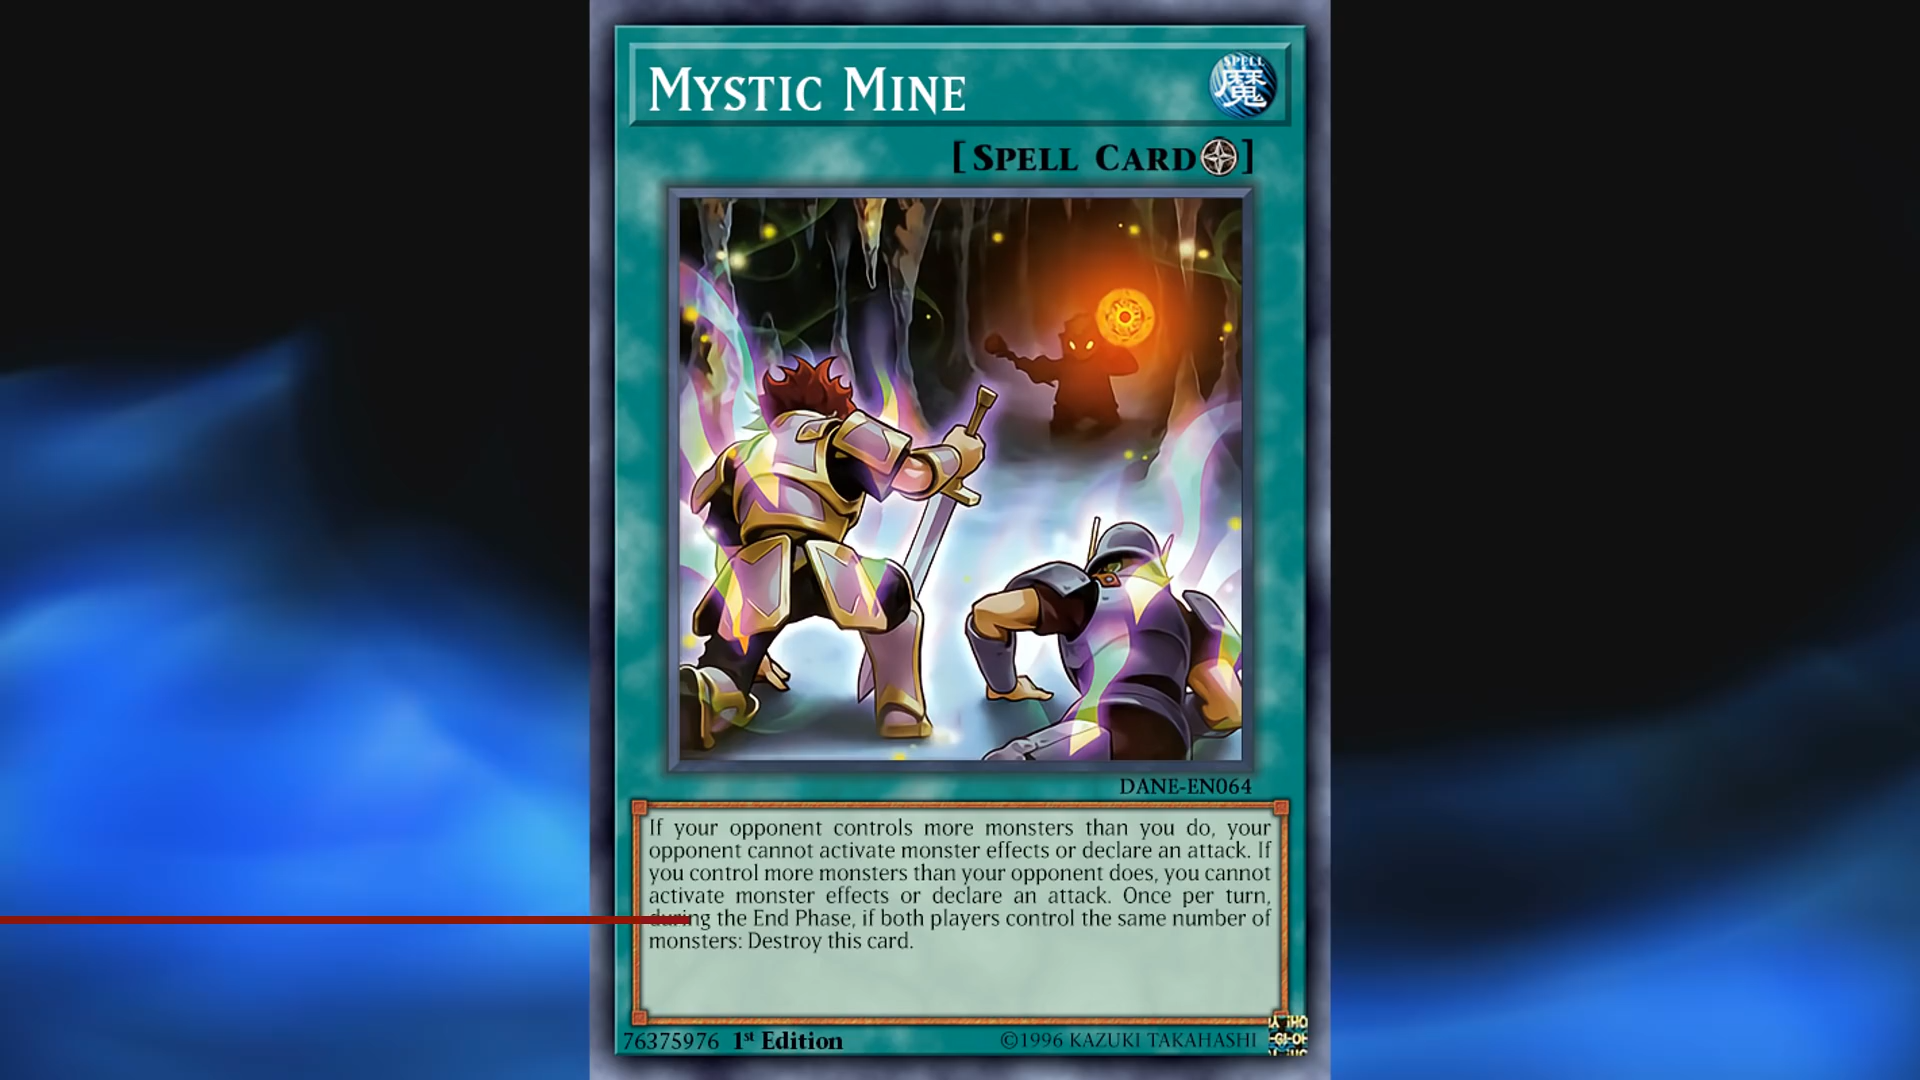 MYSTIC MINE
SPELL
魔
[SPELL CARD]
DANE-EN064
If your opponent controls more monsters than you do, your
opponent cannot activate monster effects or declare an attack. If
you control more monsters than your opponent does, you cannot
activate monster effects or declare an attack. Once per turn,
during the End Phase, if both players control the same number of
monsters: Destroy this card.
76375976 1st Edition
©1996 KAZUKI TAKAHASHI